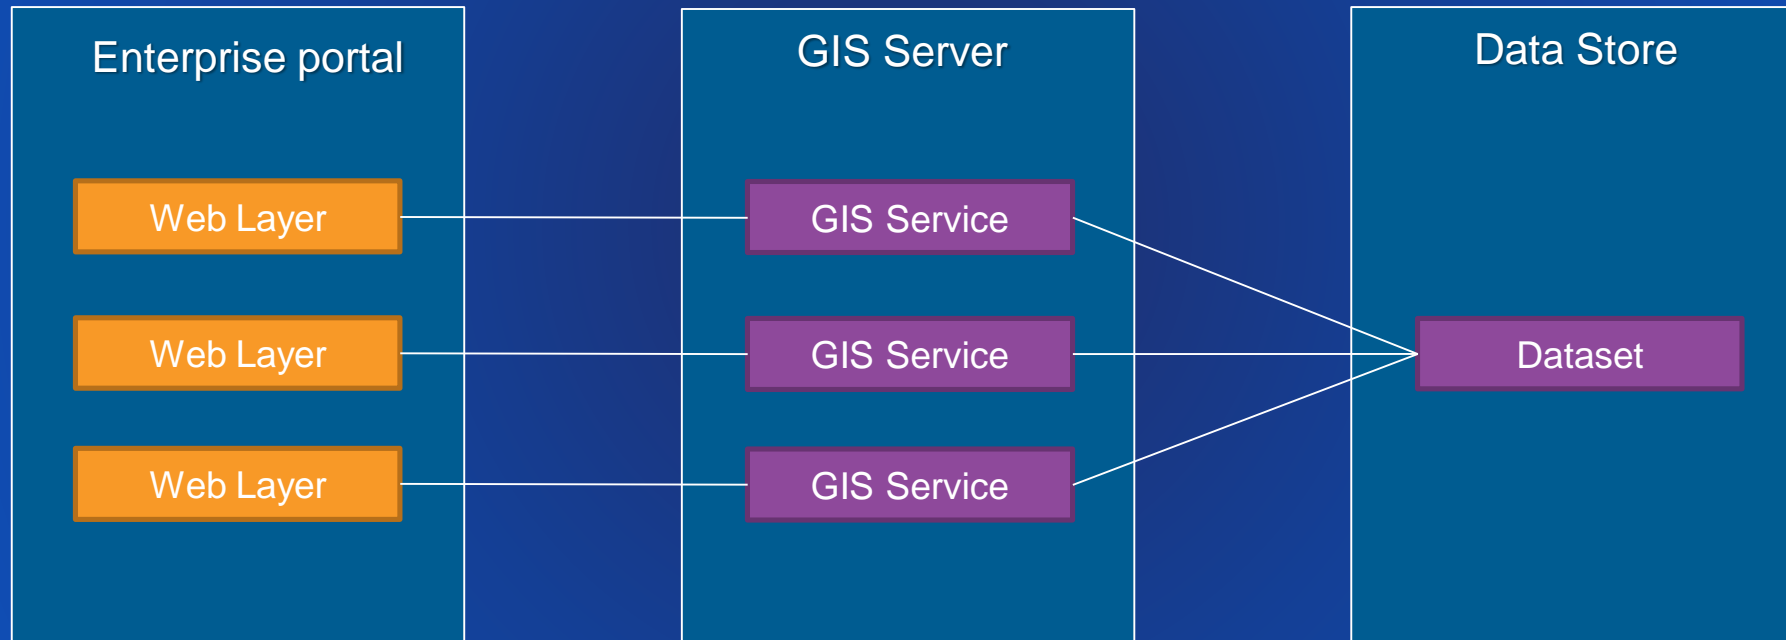 Enterprise portal
Web Layer
Web Layer
Web Layer
GIS Server
GIS Service
GIS Service
GIS Service
Data Store
Dataset